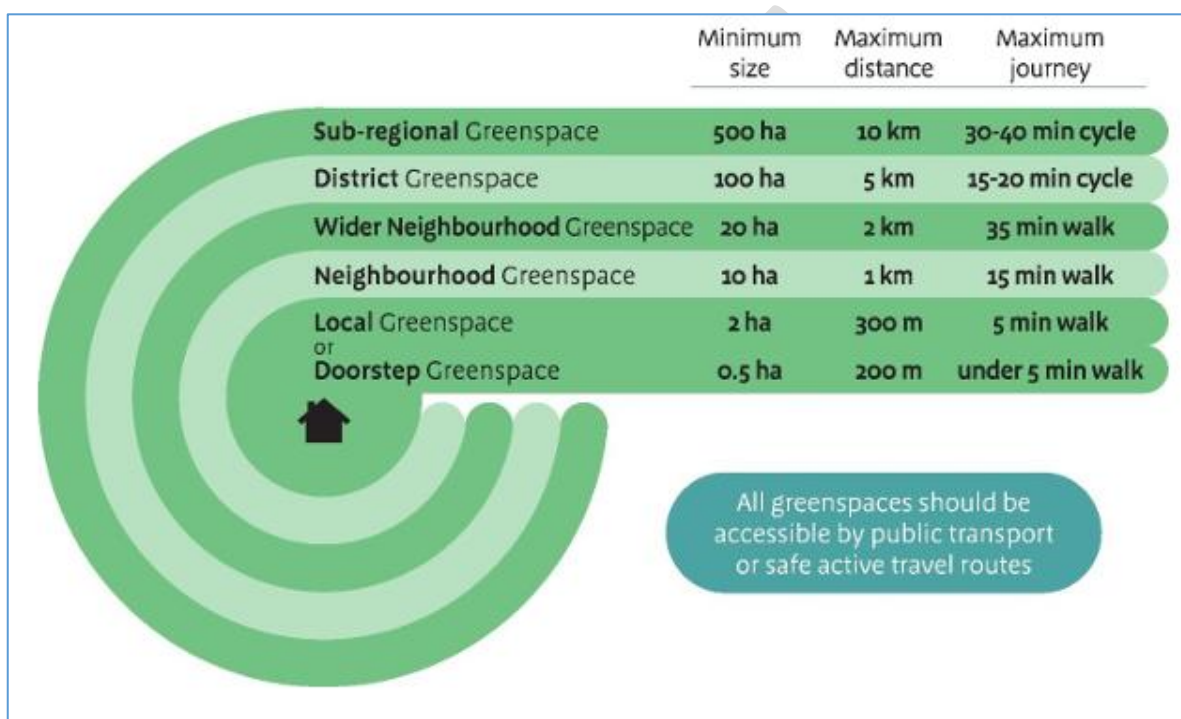 Minimum size Maximum distance Maximum journey
Sub-regional Greenspace 500 ha 10 km 30-40 min cycle
District Greenspace 100 ha 5 km 15-20 min cycle
Wider Neighbourhood Greenspace 20 ha 2 km 35 min walk
Neighbourhood Greenspace 10 ha 1 km 15 min walk
Local Greenspace 2 ha 300 m 5 min walk
or
Doorstep Greenspace 0.5 ha 200 m under 5 min walk
All greenspaces should be
accessible by public transport
or safe active travel routes